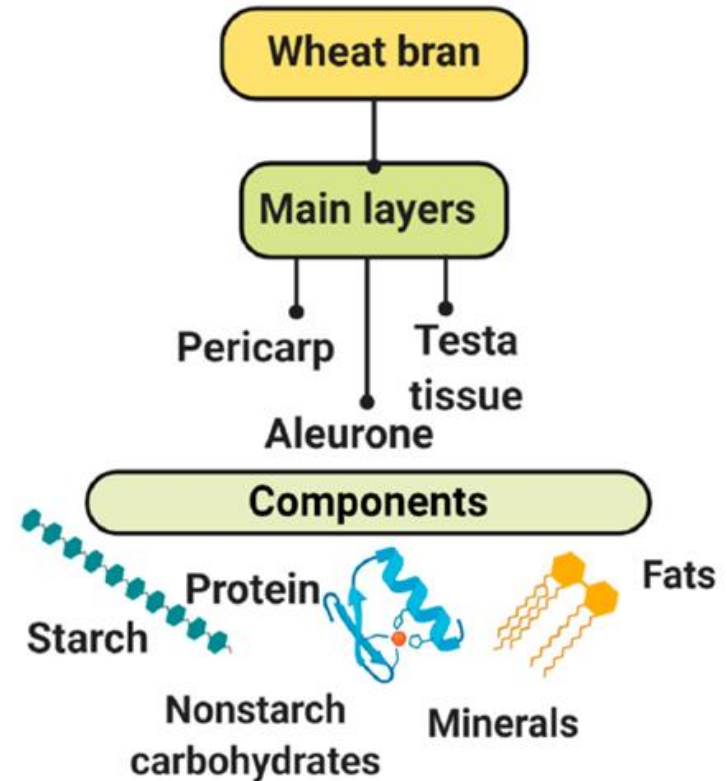 Wheat bran
Main layers
Pericarp
Testa
tissue
Aleurone
Components
Protein
Fats
Starch
Nonstarch
carbohydrates
Minerals